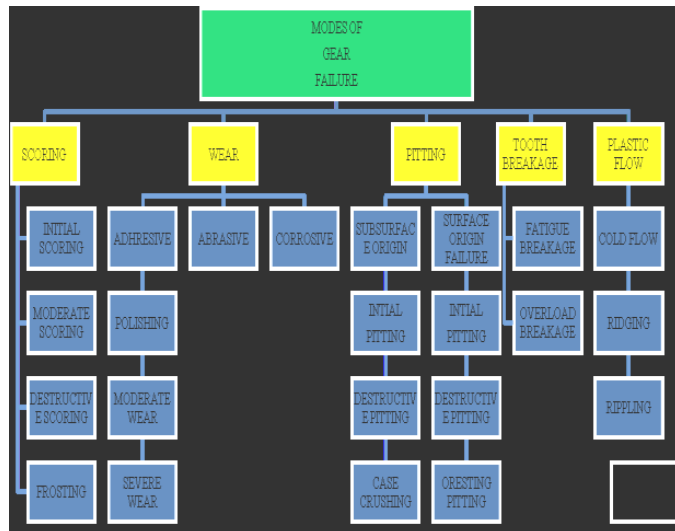 MODES OF
GEAR
FAILURE
SCORING
WEAR
PITTING
TOOTH
BREAKAGE
PLASTIC
FLOW
INITIAL
SCORING
ADHRESIVE
ABRASIVE
CORROSIVE
SUBSURFAC
E ORIGIN
SURFACE
ORIGIN
FAILURE
FATIGUE
BREAKAGE
COLD FLOW
MODERATE
SCORING
POLISHING
INTIAL
PITTING
INTIAL
PITTING
OVERLOAD
BREAKAGE
RIDGING
DESTRUCTIV
E SCORING
MODERATE
WEAR
DESTRUCTIV
E PITTING
DESTRUCTIV
E PITTING
RIPPLING
FROSTING
SEVERE
WEAR
CASE
CRUSHING
ORESTING
PITTING